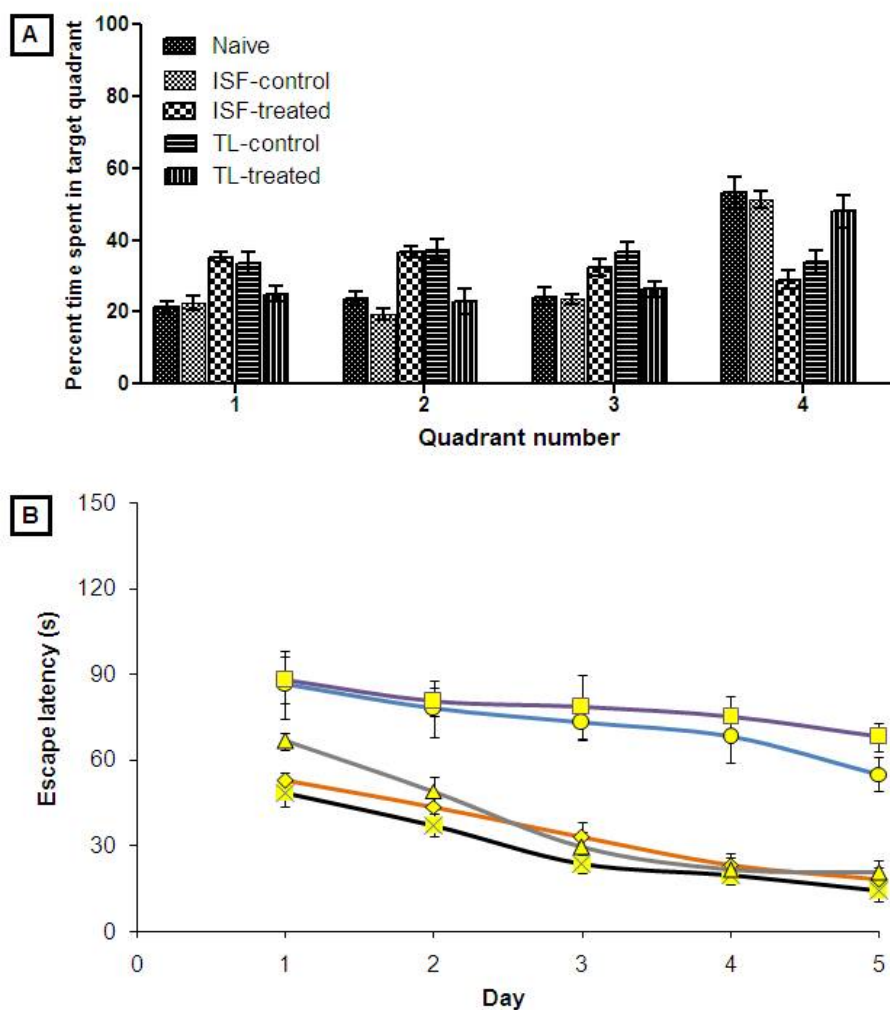 A
Percent time spent in target quadrant
100
80
60
40
20
0
Naive
ISF-control
ISF-treated
TL-control
TL-treated
1 2 3 4
Quadrant number
B
Escape latency (s)
150
120
90
60
30
0
0 1 2 3 4 5
Day